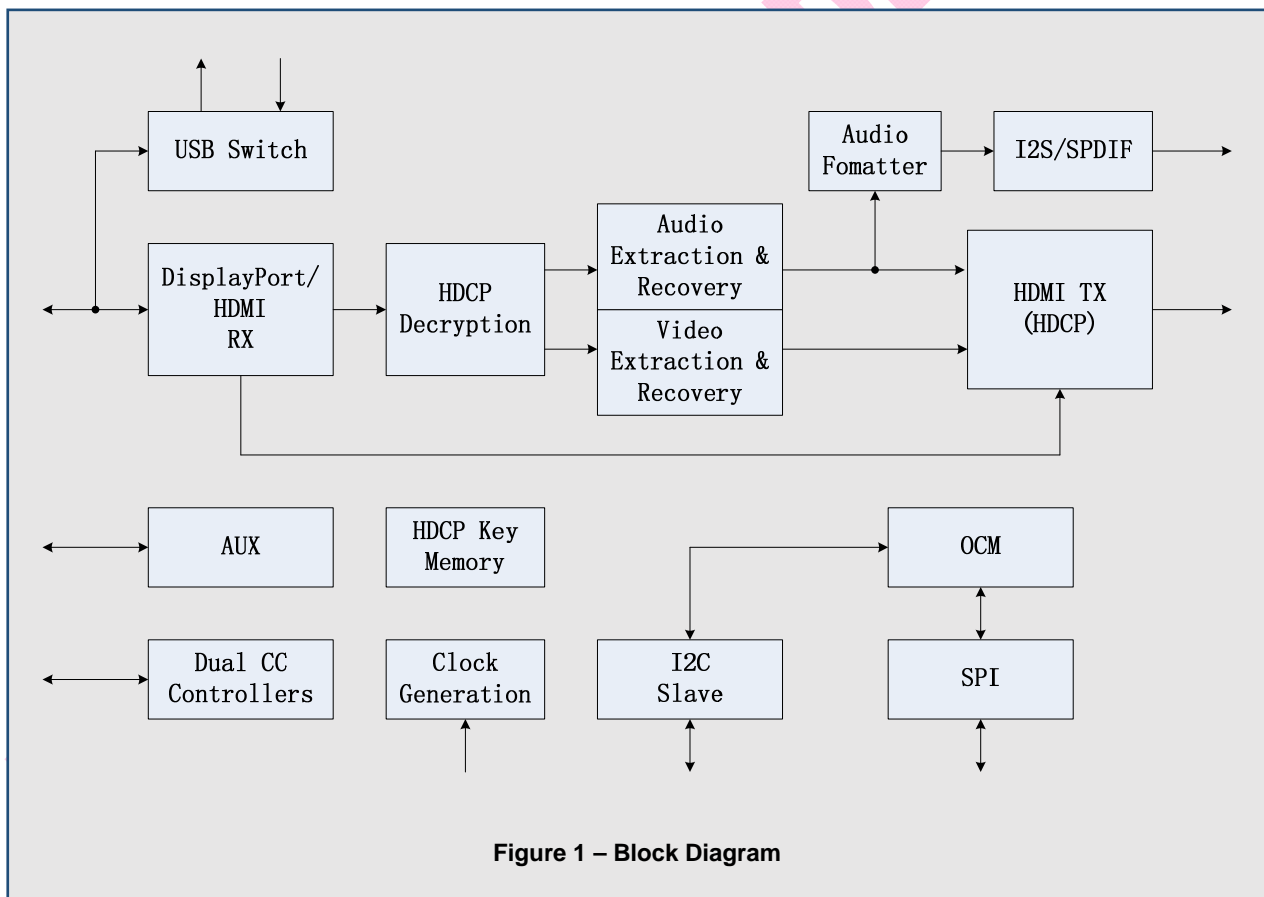 USB Switch
Audio
Fomatter
I2S/SPDIF
DisplayPort/
HDMI
RX
HDCP
Decryption
Audio
Extraction &
Recovery
Video
Extraction &
Recovery
HDMI TX
(HDCP)
AUX
HDCP Key
Memory
OCM
Dual CC
Controllers
Clock
Generation
I2C
Slave
SPI
Figure 1 – Block Diagram